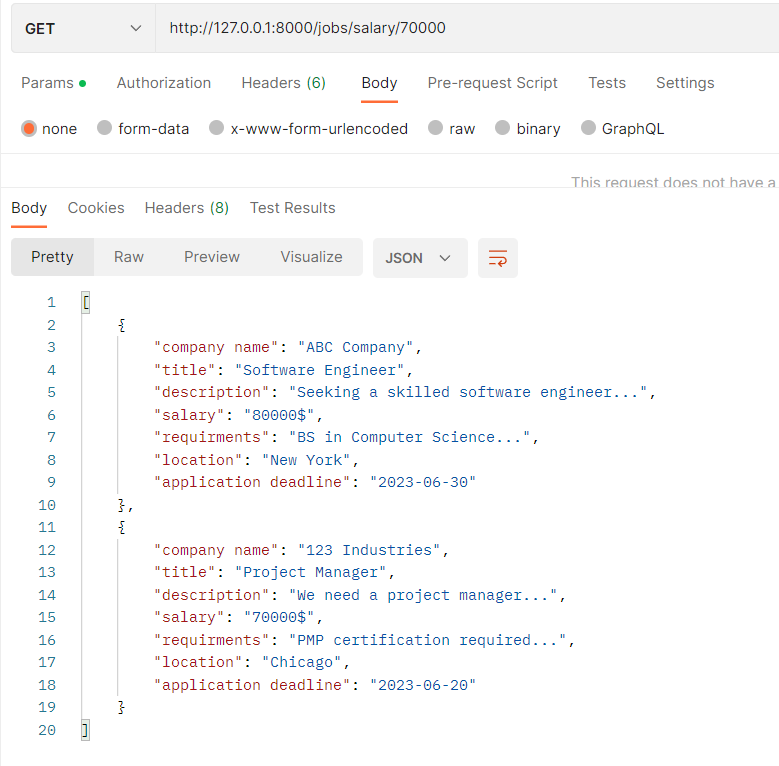 GET http://127.0.0.1:8000/jobs/salary/70000
Params Authorization Headers (6) Body Pre-request Script Tests Settings
none form-data x-www-form-urlencoded raw binary GraphQL
This request does not have a
Body Cookies Headers (8) Test Results
Pretty Raw Preview Visualize JSON
1 [
2 {
3 "company name": "ABC Company",
4 "title": "Software Engineer",
5 "description": "Seeking a skilled software engineer...",
6 "salary": "80000$",
7 "requirments": "BS in Computer Science...",
8 "location": "New York",
9 "application deadline": "2023-06-30"
10 },
11 {
12 "company name": "123 Industries",
13 "title": "Project Manager",
14 "description": "We need a project manager...",
15 "salary": "70000$",
16 "requirments": "PMP certification required...",
17 "location": "Chicago",
18 "application deadline": "2023-06-20"
19 }
20 ]